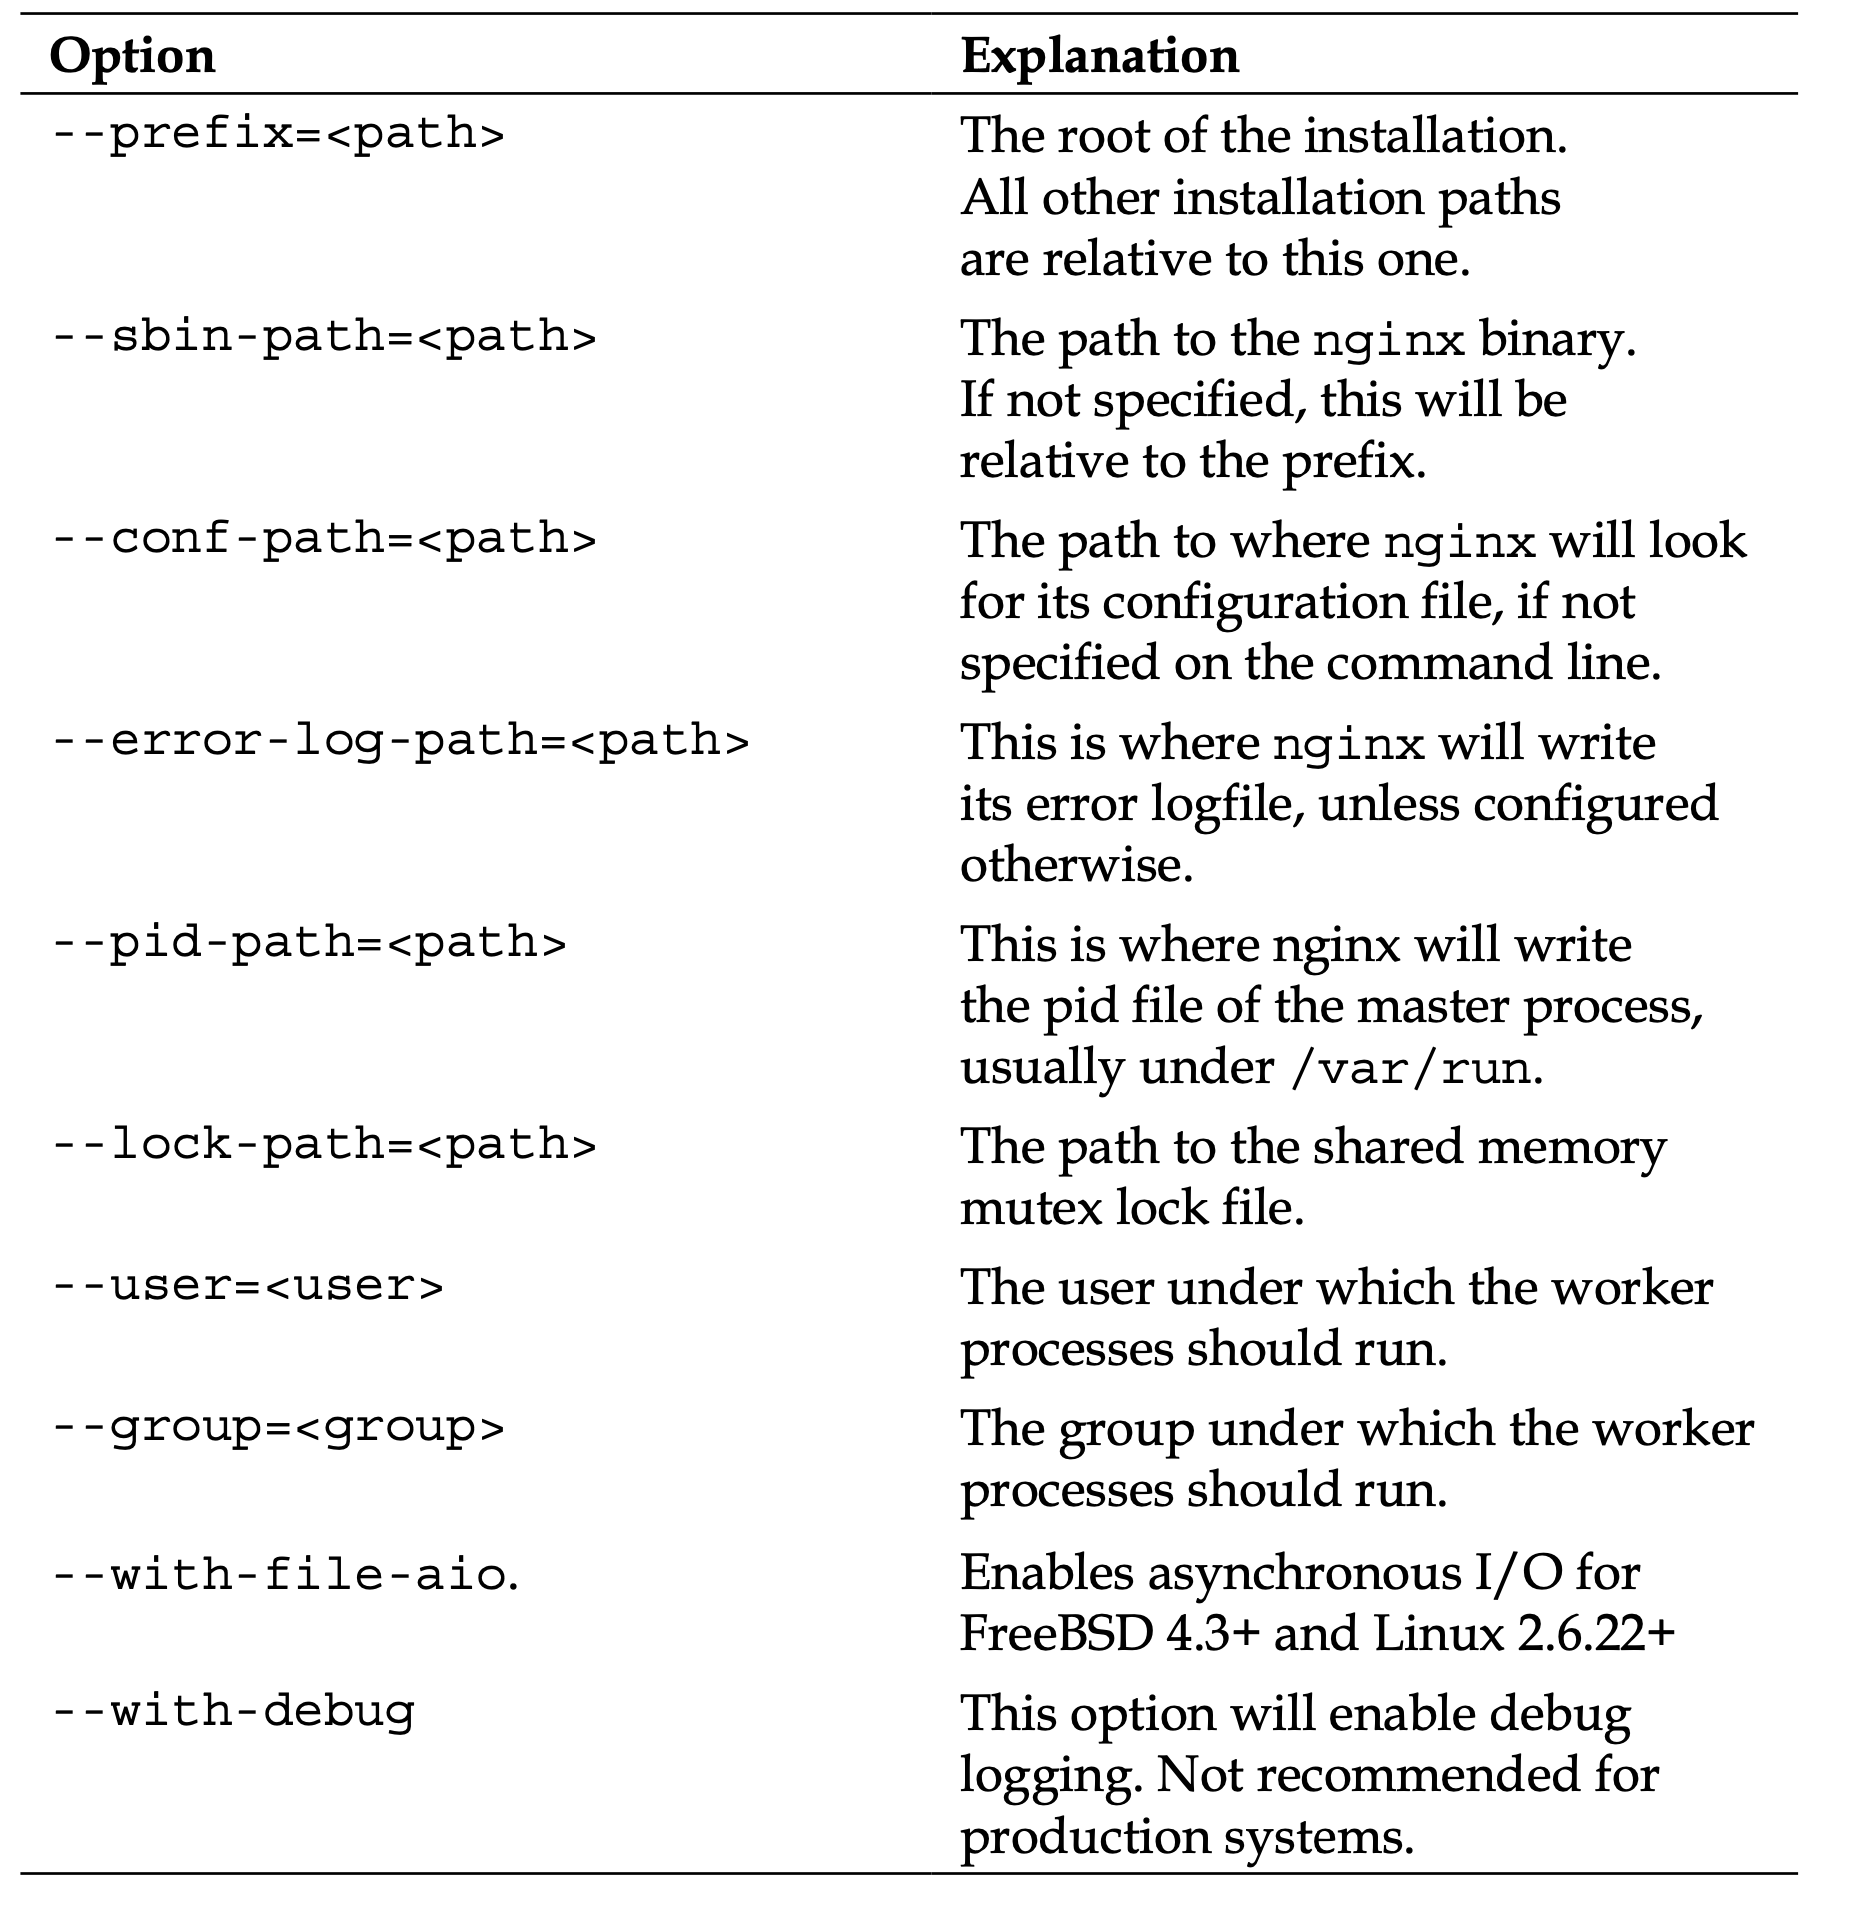 Option Explanation
--prefix=<path> The root of the installation.
All other installation paths
are relative to this one.
--sbin-path=<path> The path to the nginx binary.
If not specified, this will be
relative to the prefix.
--conf-path=<path> The path to where nginx will look
for its configuration file, if not
specified on the command line.
--error-log-path=<path> This is where nginx will write
its error logfile, unless configured
otherwise.
--pid-path=<path> This is where nginx will write
the pid file of the master process,
usually under /var/run.
--lock-path=<path> The path to the shared memory
mutex lock file.
--user=<user> The user under which the worker
processes should run.
--group=<group> The group under which the worker
processes should run.
--with-file-aio. Enables asynchronous I/O for
FreeBSD 4.3+ and Linux 2.6.22+
--with-debug This option will enable debug
logging. Not recommended for
production systems.